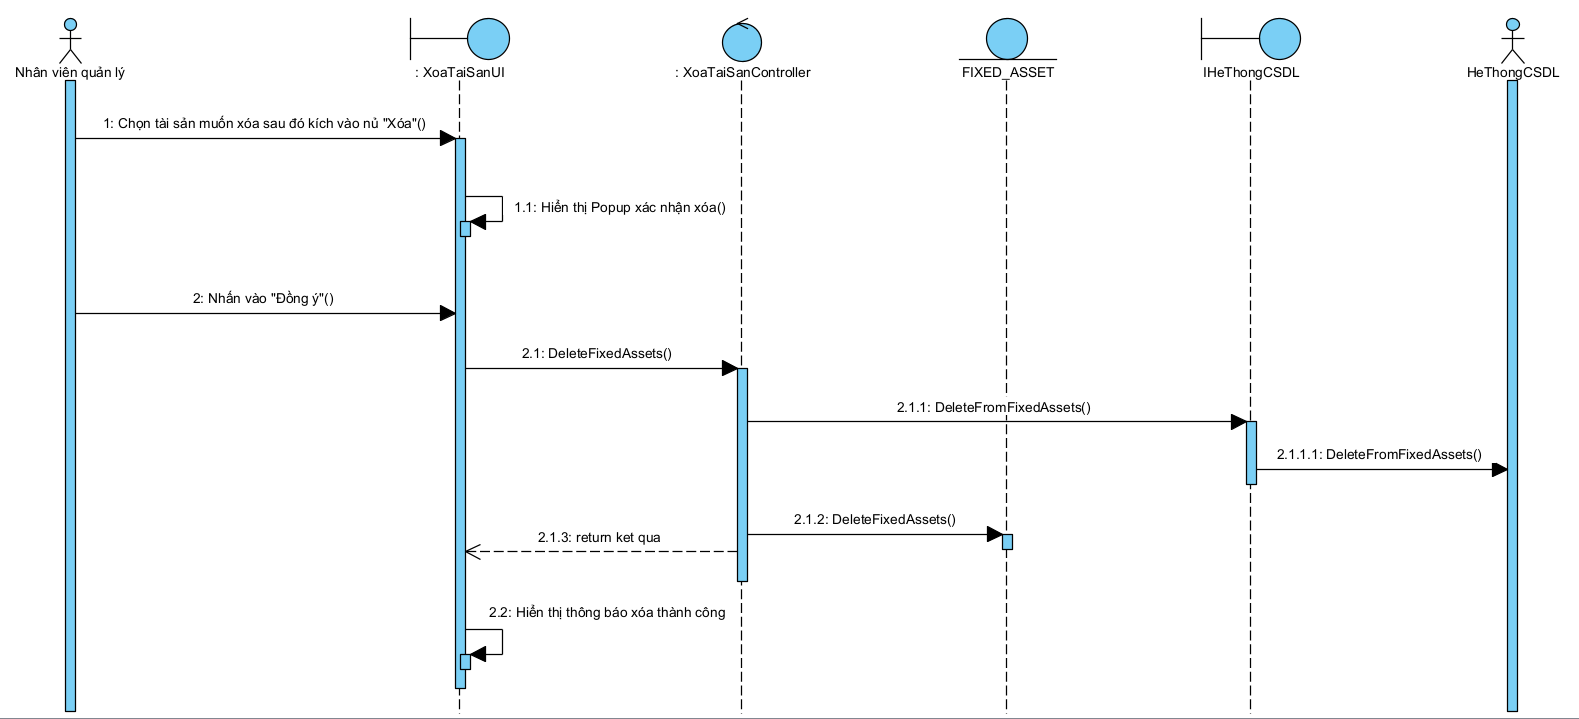 Nhân viên quản lý
: XoaTaiSanUI
: XoaTaiSanController
FIXED_ASSET
IHeThongCSDL
HeThongCSDL
1: Chọn tài sản muốn xóa sau đó kích vào nủ "Xóa"()
1.1: Hiển thị Popup xác nhận xóa()
2: Nhấn vào "Đồng ý"()
2.1: DeleteFixedAssets()
2.1.1: DeleteFromFixedAssets()
2.1.1.1: DeleteFromFixedAssets()
2.1.2: DeleteFixedAssets()
2.1.3: return ket qua
2.2: Hiển thị thông báo xóa thành công